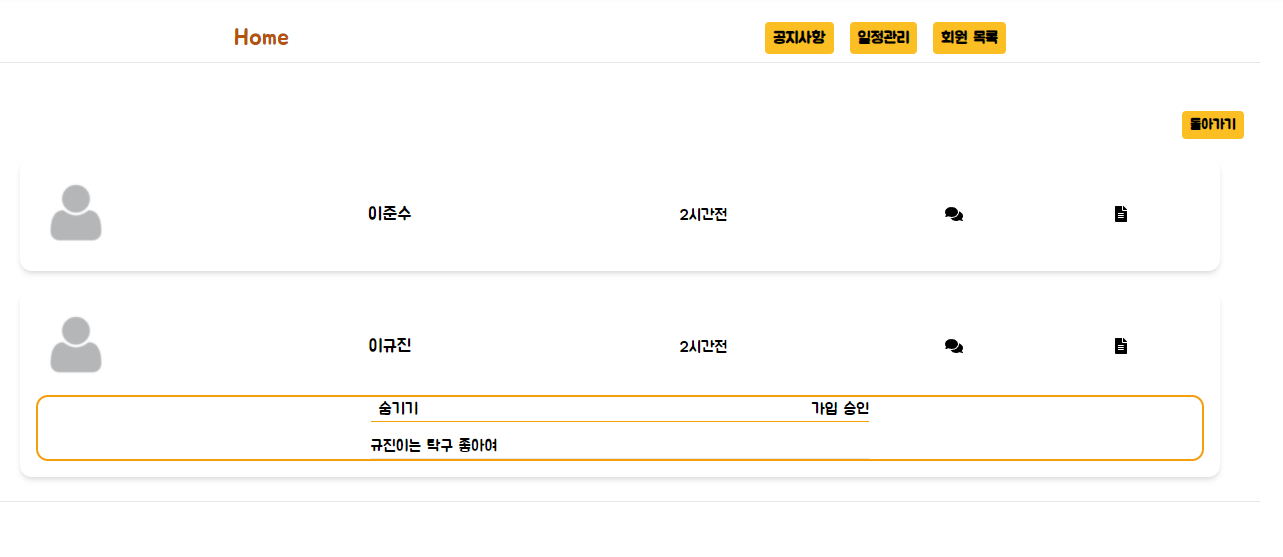 Home 공지사항 일정관리 회원 목록
돌아가기
이준수 2시간전
이규진 2시간전
숨기기 가입 승인
규진이는 탁구 좋아여